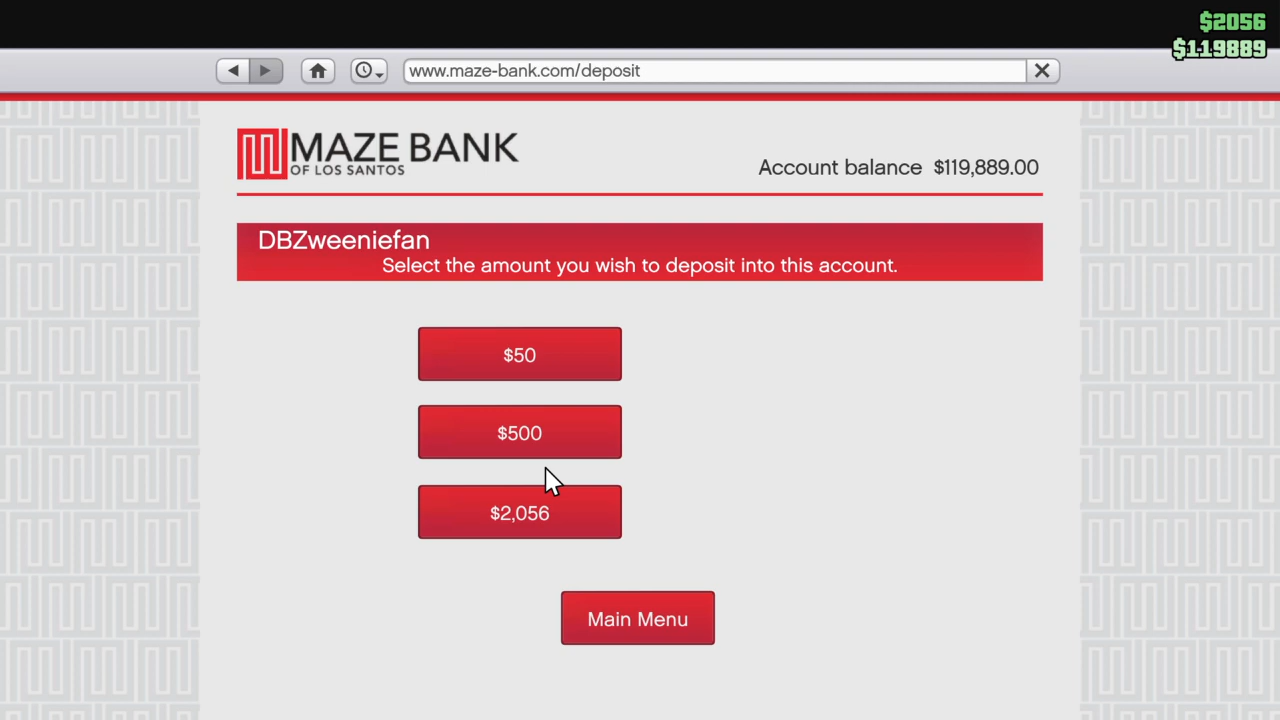 $2056
$119889
www.maze-bank.com/deposit
MAZE BANK
OF LOS SANTOS
Account balance $119,889.00
DBZweeniefan
Select the amount you wish to deposit into this account.
$50
$500
$2,056
Main Menu